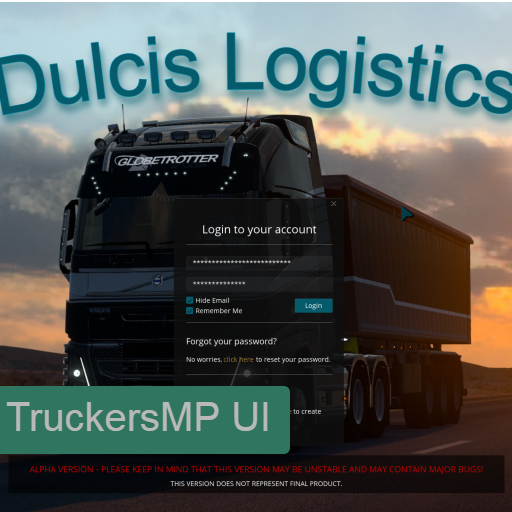 Dulcis Logistics
GLOBETROTTER
Login to your account
**************************
**************
Hide Email
Remember Me
Login
Forgot your password?
No worries, click here to reset your password.
to create
TruckersMP UI
ALPHA VERSION - PLEASE KEEP IN MIND THAT THIS VERSION MAY BE UNSTABLE AND MAY CONTAIN MAJOR BUGS!
THIS VERSION DOES NOT REPRESENT FINAL PRODUCT.